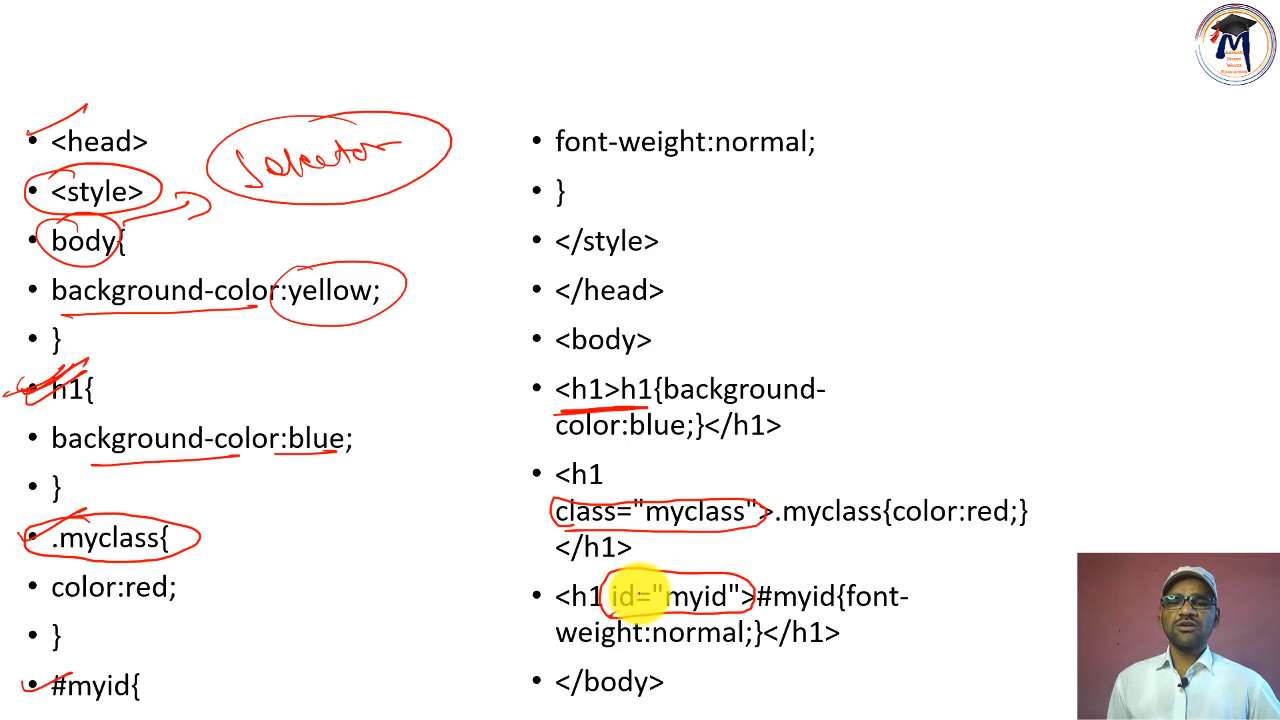 <head>
<style>
body{
background-color:yellow;
}
h1{
background-color:blue;
}
.myclass{
color:red;
}
#myid{
Selector
font-weight:normal;
}
</style>
</head>
<body>
<h1>h1{background-
color:blue;}</h1>
<h1
class="myclass">.myclass{color:red;}
</h1>
<h1 id="myid">#myid{font-
weight:normal;}</h1>
</body>
M